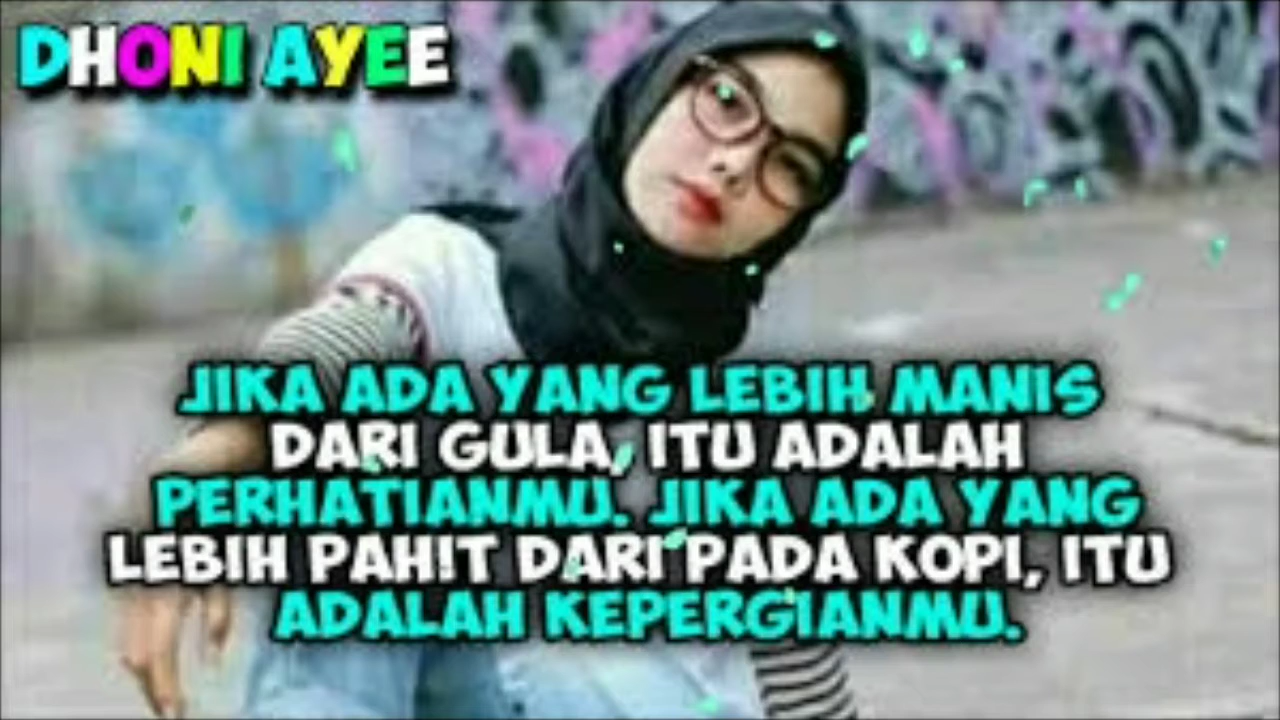 DHONI AYEE
JIKA ADA YANG LEBIH MANIS
DARI GULA, ITU ADALAH
PERHATIANMU. JIKA ADA YANG
LEBIH PAHIT DARI PADA KOPI, ITU
ADALAH KEPERGIANMU.